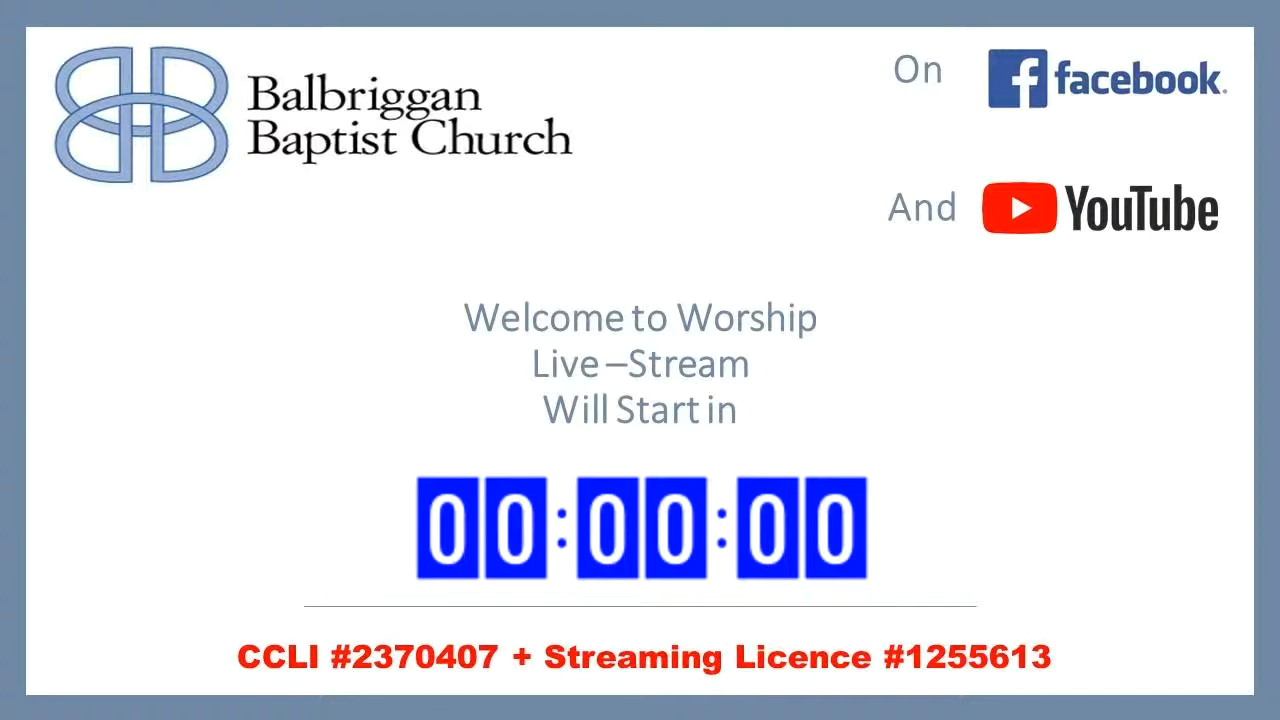 Balbriggan
Baptist Church
On facebook.
And YouTube
Welcome to Worship
Live –Stream
Will Start in
00:00:00
CCLI #2370407 + Streaming Licence #1255613